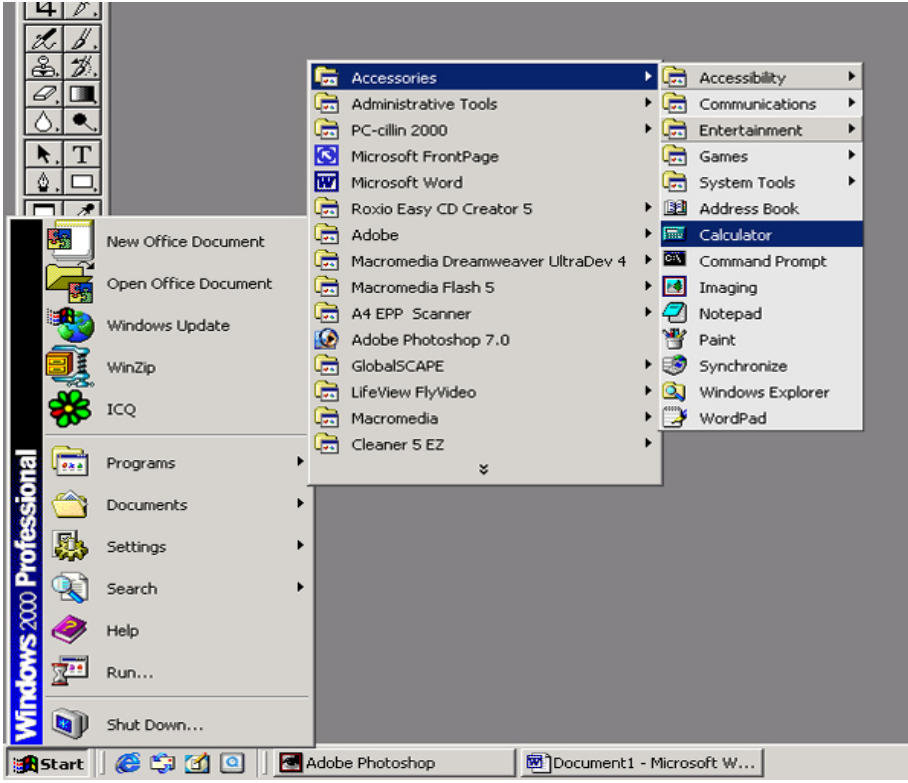 Accessories
Administrative Tools
PC-cillin 2000
Microsoft FrontPage
Microsoft Word
Roxio Easy CD Creator 5
Adobe
Macromedia Dreamweaver UltraDev 4
Macromedia Flash 5
A4 EPP Scanner
Adobe Photoshop 7.0
GlobalSCAPE
LifeView FlyVideo
Macromedia
Cleaner 5 EZ
Accessibility
Communications
Entertainment
Games
System Tools
Address Book
Calculator
Command Prompt
Imaging
Notepad
Paint
Synchronize
Windows Explorer
WordPad
New Office Document
Open Office Document
Windows Update
WinZip
ICQ
Programs
Documents
Settings
Search
Help
Run...
Shut Down...
Windows 2000 Professional
Start
Adobe Photoshop
Document1 - Microsoft W...